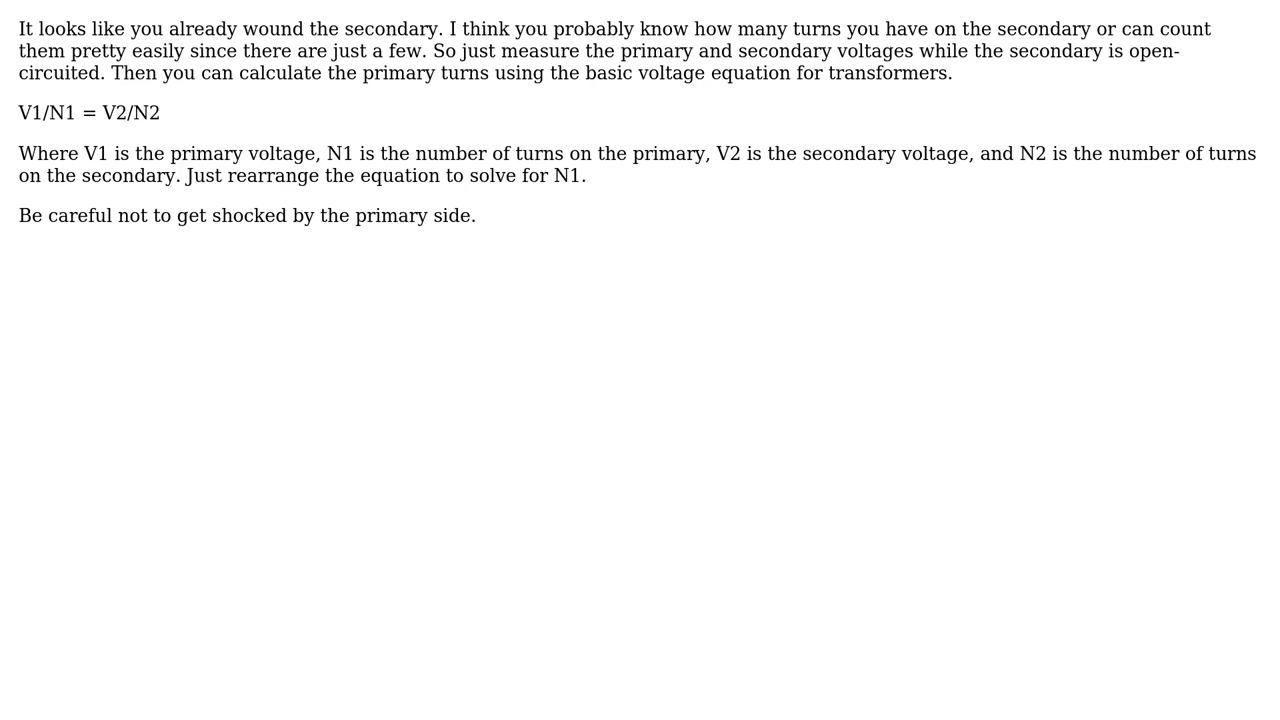 It looks like you already wound the secondary. I think you probably know how many turns you have on the secondary or can count
them pretty easily since there are just a few. So just measure the primary and secondary voltages while the secondary is open-
circuited. Then you can calculate the primary turns using the basic voltage equation for transformers.
V1/N1 = V2/N2
Where V1 is the primary voltage, N1 is the number of turns on the primary, V2 is the secondary voltage, and N2 is the number of turns
on the secondary. Just rearrange the equation to solve for N1.
Be careful not to get shocked by the primary side.